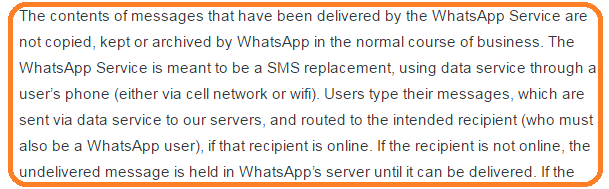 The contents of messages that have been delivered by the WhatsApp Service are
not copied, kept or archived by WhatsApp in the normal course of business. The
WhatsApp Service is meant to be a SMS replacement, using data service through a
user's phone (either via cell network or wifi). Users type their messages, which are
sent via data service to our servers, and routed to the intended recipient (who must
also be a WhatsApp user), if that recipient is online. If the recipient is not online, the
undelivered message is held in WhatsApp's server until it can be delivered. If the